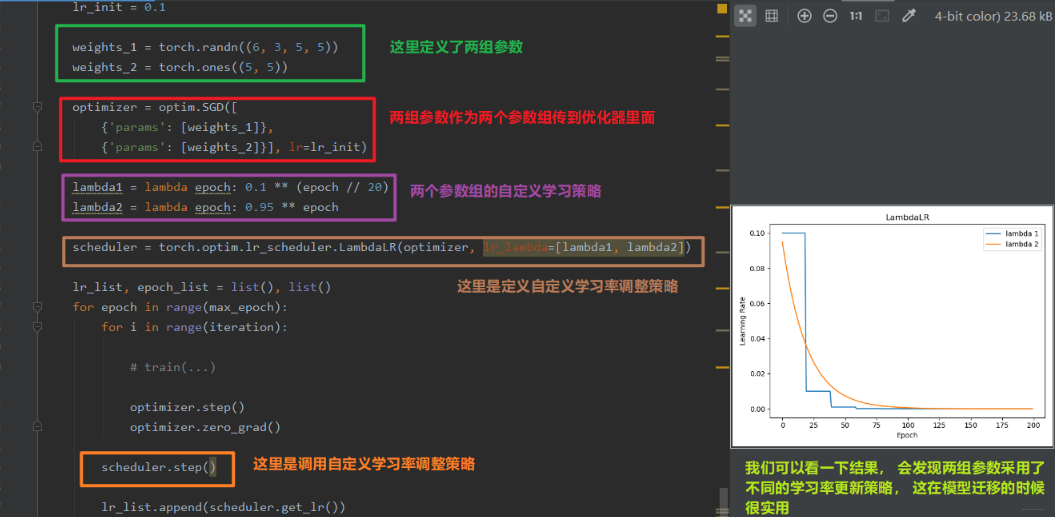 lr_init = 0.1
weights_1 = torch.randn((6, 3, 5, 5))
weights_2 = torch.ones((5, 5))
这里定义了两组参数
optimizer = optim.SGD([
{'params': [weights_1]},
{'params': [weights_2]}], lr=lr_init)
两组参数作为两个参数组传到优化器里面
lambda1 = lambda epoch: 0.1 ** (epoch // 20)
lambda2 = lambda epoch: 0.95 ** epoch
两个参数组的自定义学习策略
scheduler = torch.optim.lr_scheduler.LambdaLR(optimizer, lr_lambda=[lambda1, lambda2])
这里是定义自定义学习率调整策略
lr_list, epoch_list = list(), list()
for epoch in range(max_epoch):
for i in range(iteration):
# train(...)
optimizer.step()
optimizer.zero_grad()
scheduler.step()
这里是调用自定义学习率调整策略
lr_list.append(scheduler.get_lr())
1:1
4-bit color) 23.68 kB
LambdaLR
lambda 1
lambda 2
Learning Rate
0.10
0.08
0.06
0.04
0.02
0.00
0 25 50 75 100 125 150 175 200
Epoch
我们可以看一下结果， 会发现两组参数采用了
不同的学习率更新策略， 这在模型迁移的时候
很实用